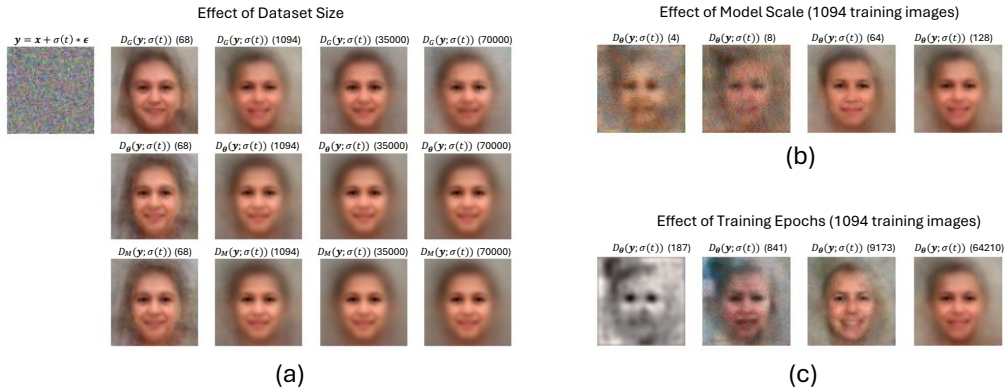 Effect of Dataset Size
𝒚 = 𝒙 + σ(t) ∗ 𝝐
D_G(𝒚; σ(t)) (68)
D_G(𝒚; σ(t)) (1094)
D_G(𝒚; σ(t)) (35000)
D_G(𝒚; σ(t)) (70000)
D_𝜽(𝒚; σ(t)) (68)
D_𝜽(𝒚; σ(t)) (1094)
D_𝜽(𝒚; σ(t)) (35000)
D_𝜽(𝒚; σ(t)) (70000)
D_M(𝒚; σ(t)) (68)
D_M(𝒚; σ(t)) (1094)
D_M(𝒚; σ(t)) (35000)
D_M(𝒚; σ(t)) (70000)
(a)
Effect of Model Scale (1094 training images)
D_𝜽(𝒚; σ(t)) (4)
D_𝜽(𝒚; σ(t)) (8)
D_𝜽(𝒚; σ(t)) (64)
D_𝜽(𝒚; σ(t)) (128)
(b)
Effect of Training Epochs (1094 training images)
D_𝜽(𝒚; σ(t)) (187)
D_𝜽(𝒚; σ(t)) (841)
D_𝜽(𝒚; σ(t)) (9173)
D_𝜽(𝒚; σ(t)) (64210)
(c)